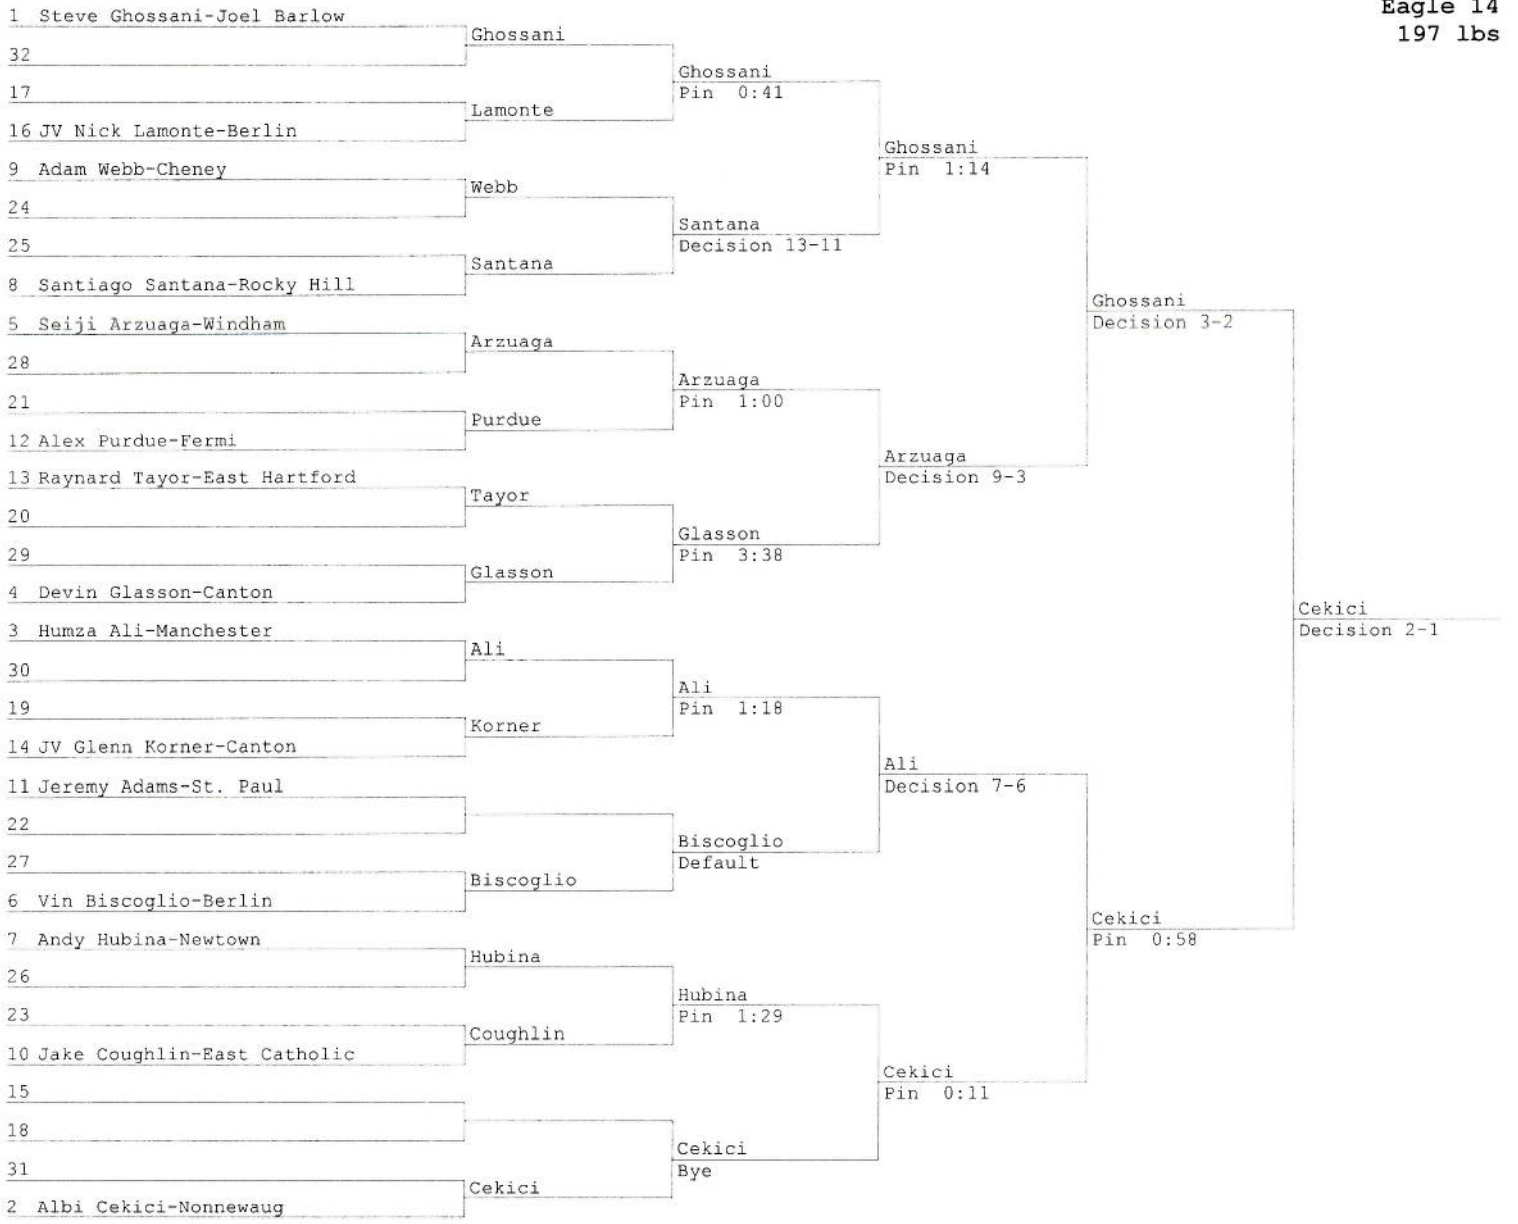 Eagle 14
197 lbs
1 Steve Ghossani-Joel Barlow
Ghossani
32
Ghossani
Pin 0:41
17
Lamonte
16 JV Nick Lamonte-Berlin
Ghossani
Pin 1:14
9 Adam Webb-Cheney
Webb
24
Santana
Decision 13-11
25
Santana
8 Santiago Santana-Rocky Hill
Ghossani
Decision 3-2
5 Seiji Arzuaga-Windham
Arzuaga
28
Arzuaga
Pin 1:00
21
Purdue
12 Alex Purdue-Fermi
Arzuaga
Decision 9-3
13 Raynard Tayor-East Hartford
Tayor
20
Glasson
Pin 3:38
29
Glasson
4 Devin Glasson-Canton
Cekici
Decision 2-1
3 Humza Ali-Manchester
Ali
30
Ali
Pin 1:18
19
Korner
14 JV Glenn Korner-Canton
Ali
Decision 7-6
11 Jeremy Adams-St. Paul
22
Biscoglio
Default
27
Biscoglio
6 Vin Biscoglio-Berlin
Cekici
Pin 0:58
7 Andy Hubina-Newtown
Hubina
26
Hubina
Pin 1:29
23
Coughlin
10 Jake Coughlin-East Catholic
Cekici
Pin 0:11
15
18
Cekici
Bye
31
Cekici
2 Albi Cekici-Nonnewaug